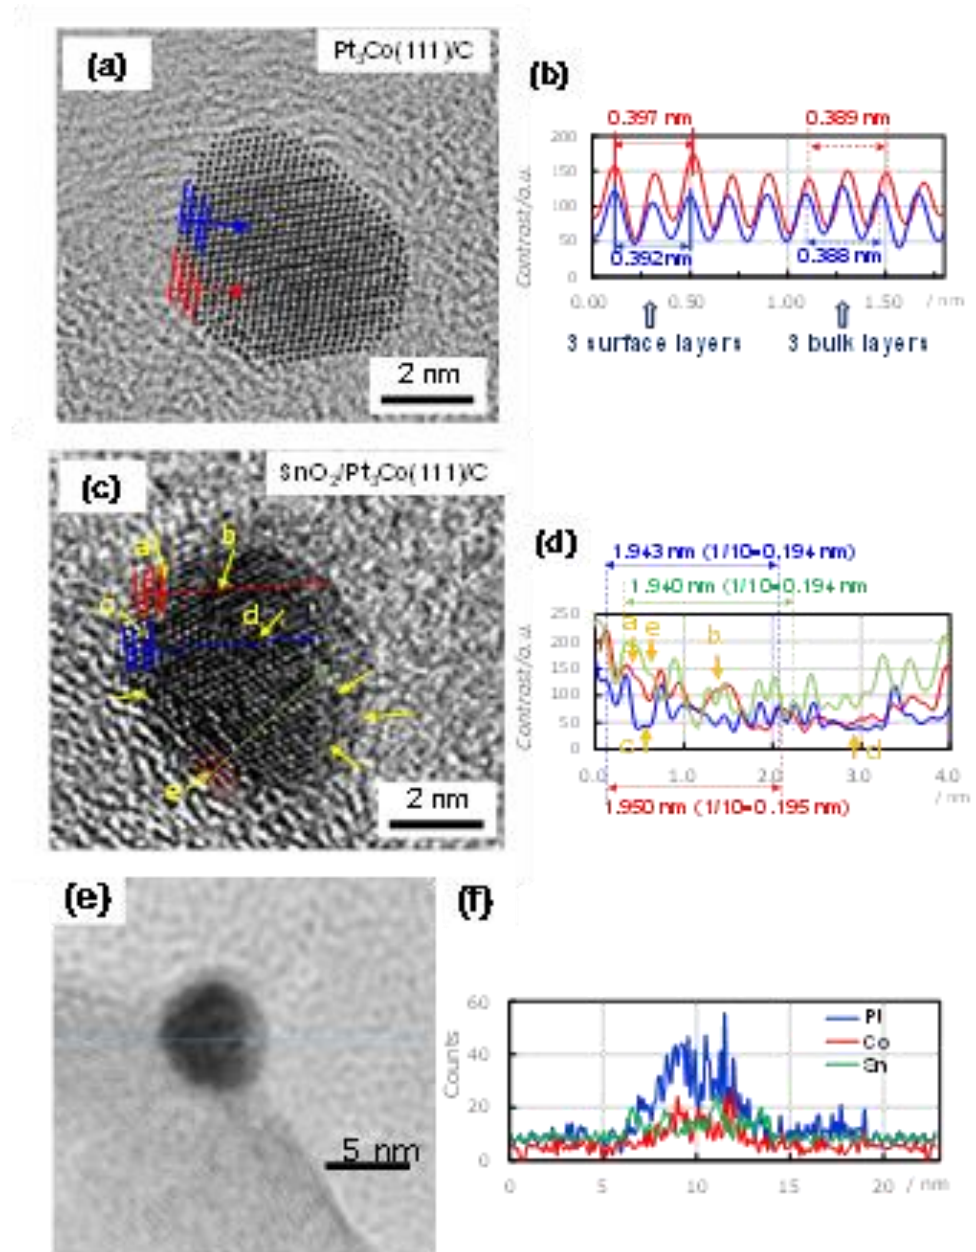 (a)
Pt3Co(111)/C
2 nm
(b)
0.397 nm
0.389 nm
200
150
100
50
0
Contrast/a.u.
0.392 nm
0.388 nm
0.00
0.50
1.00
1.50
/ nm
3 surface layers
3 bulk layers
(c)
SnO2/Pt3Co(111)/C
a
b
c
d
e
2 nm
(d)
1.943 nm (1/10=0.194 nm)
1.940 nm (1/10=0.194 nm)
250
200
150
100
50
0
Contrast/a.u.
a
e
b
c
d
0.0
1.0
2.0
3.0
4.0
/ nm
1.950 nm (1/10=0.195 nm)
(e)
5 nm
(f)
60
40
20
0
Counts
Pt
Co
Sn
0
5
10
15
20
/ nm